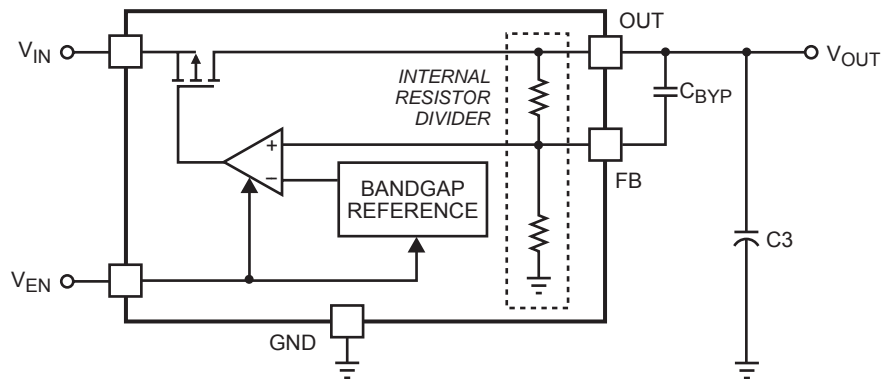 OUT
VIN
VOUT
INTERNAL
RESISTOR
DIVIDER
CBYP
+
–
FB
BANDGAP
REFERENCE
C3
VEN
GND